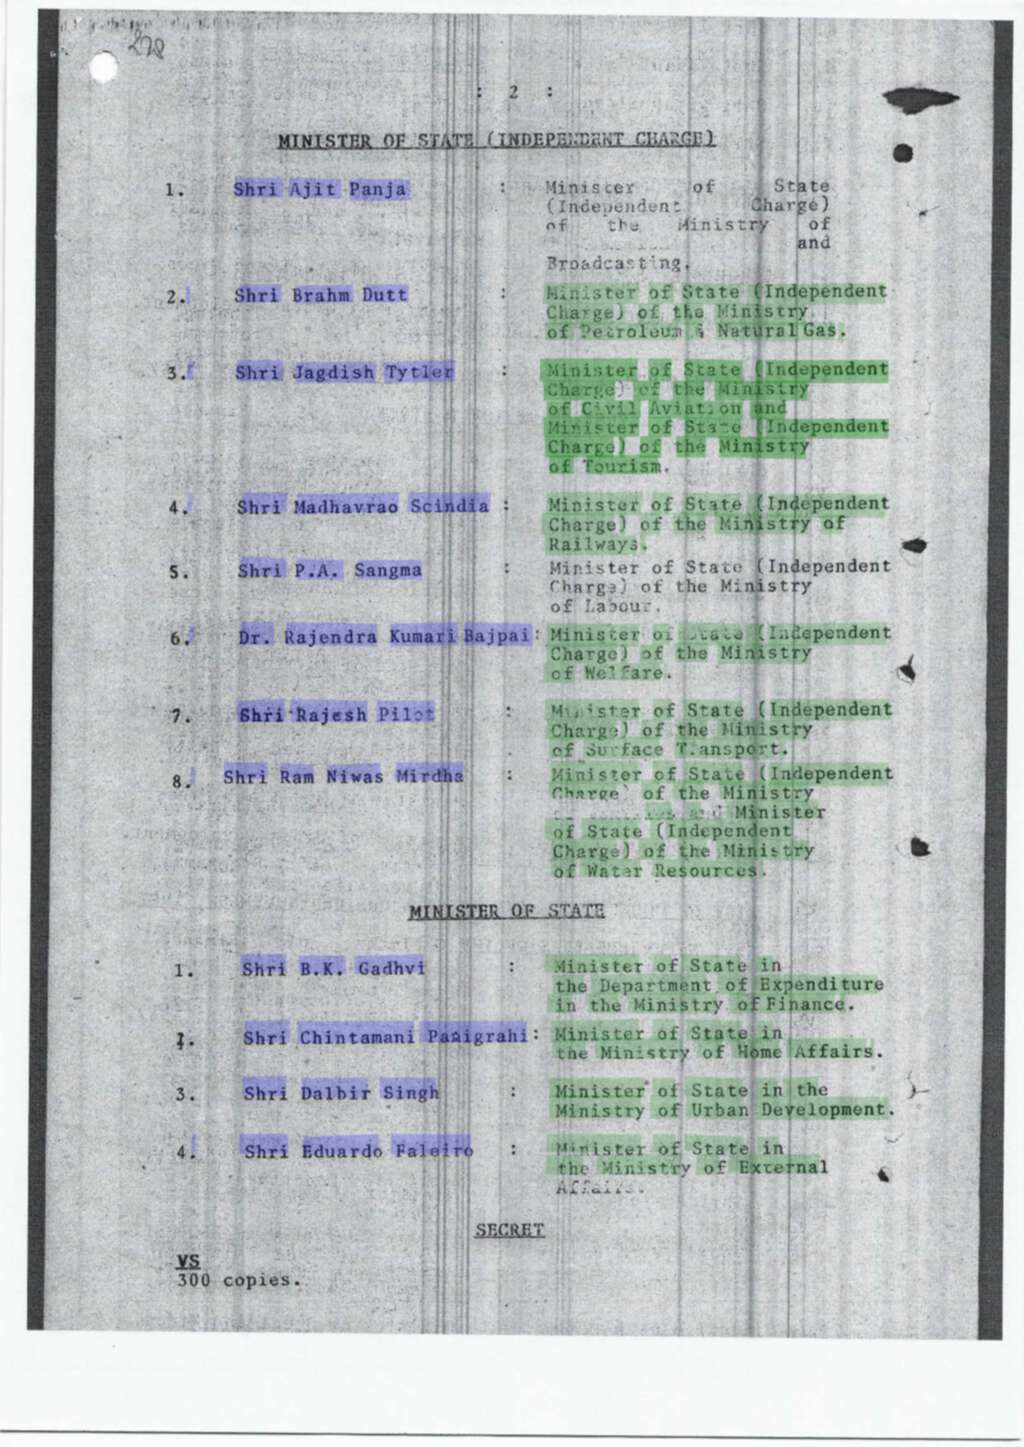 278
: 2 :
MINISTER OF STATE (INDEPENDENT CHARGE)
1. Shri Ajit Panja : Minister of State
(Independent Charge)
of the Ministry of
and
Broadcasting.
2. Shri Brahm Dutt : Minister of State (Independent
Charge) of the Ministry
of Petroleum & Natural Gas.
3. Shri Jagdish Tytler : Minister of State (Independent
Charge) of the Ministry
of Civil Aviation and
Minister of State (Independent
Charge) of the Ministry
of Tourism.
4. Shri Madhavrao Scindia : Minister of State (Independent
Charge) of the Ministry of
Railways.
5. Shri P.A. Sangma : Minister of State (Independent
Charge) of the Ministry
of Labour.
6. Dr. Rajendra Kumari Bajpai: Minister of State (Independent
Charge) of the Ministry
of Welfare.
7. Shri Rajesh Pilot : Minister of State (Independent
Charge) of the Ministry
of Surface Transport.
8. Shri Ram Niwas Mirdha : Minister of State (Independent
Charge) of the Ministry
and Minister
of State (Independent
Charge) of the Ministry
of Water Resources.
MINISTER OF STATE
1. Shri B.K. Gadhvi : Minister of State in
the Department of Expenditure
in the Ministry of Finance.
2. Shri Chintamani Panigrahi: Minister of State in
the Ministry of Home Affairs.
3. Shri Dalbir Singh : Minister of State in the
Ministry of Urban Development.
4. Shri Eduardo Faleiro : Minister of State in
the Ministry of External
Affairs.
SECRET
VS
300 copies.